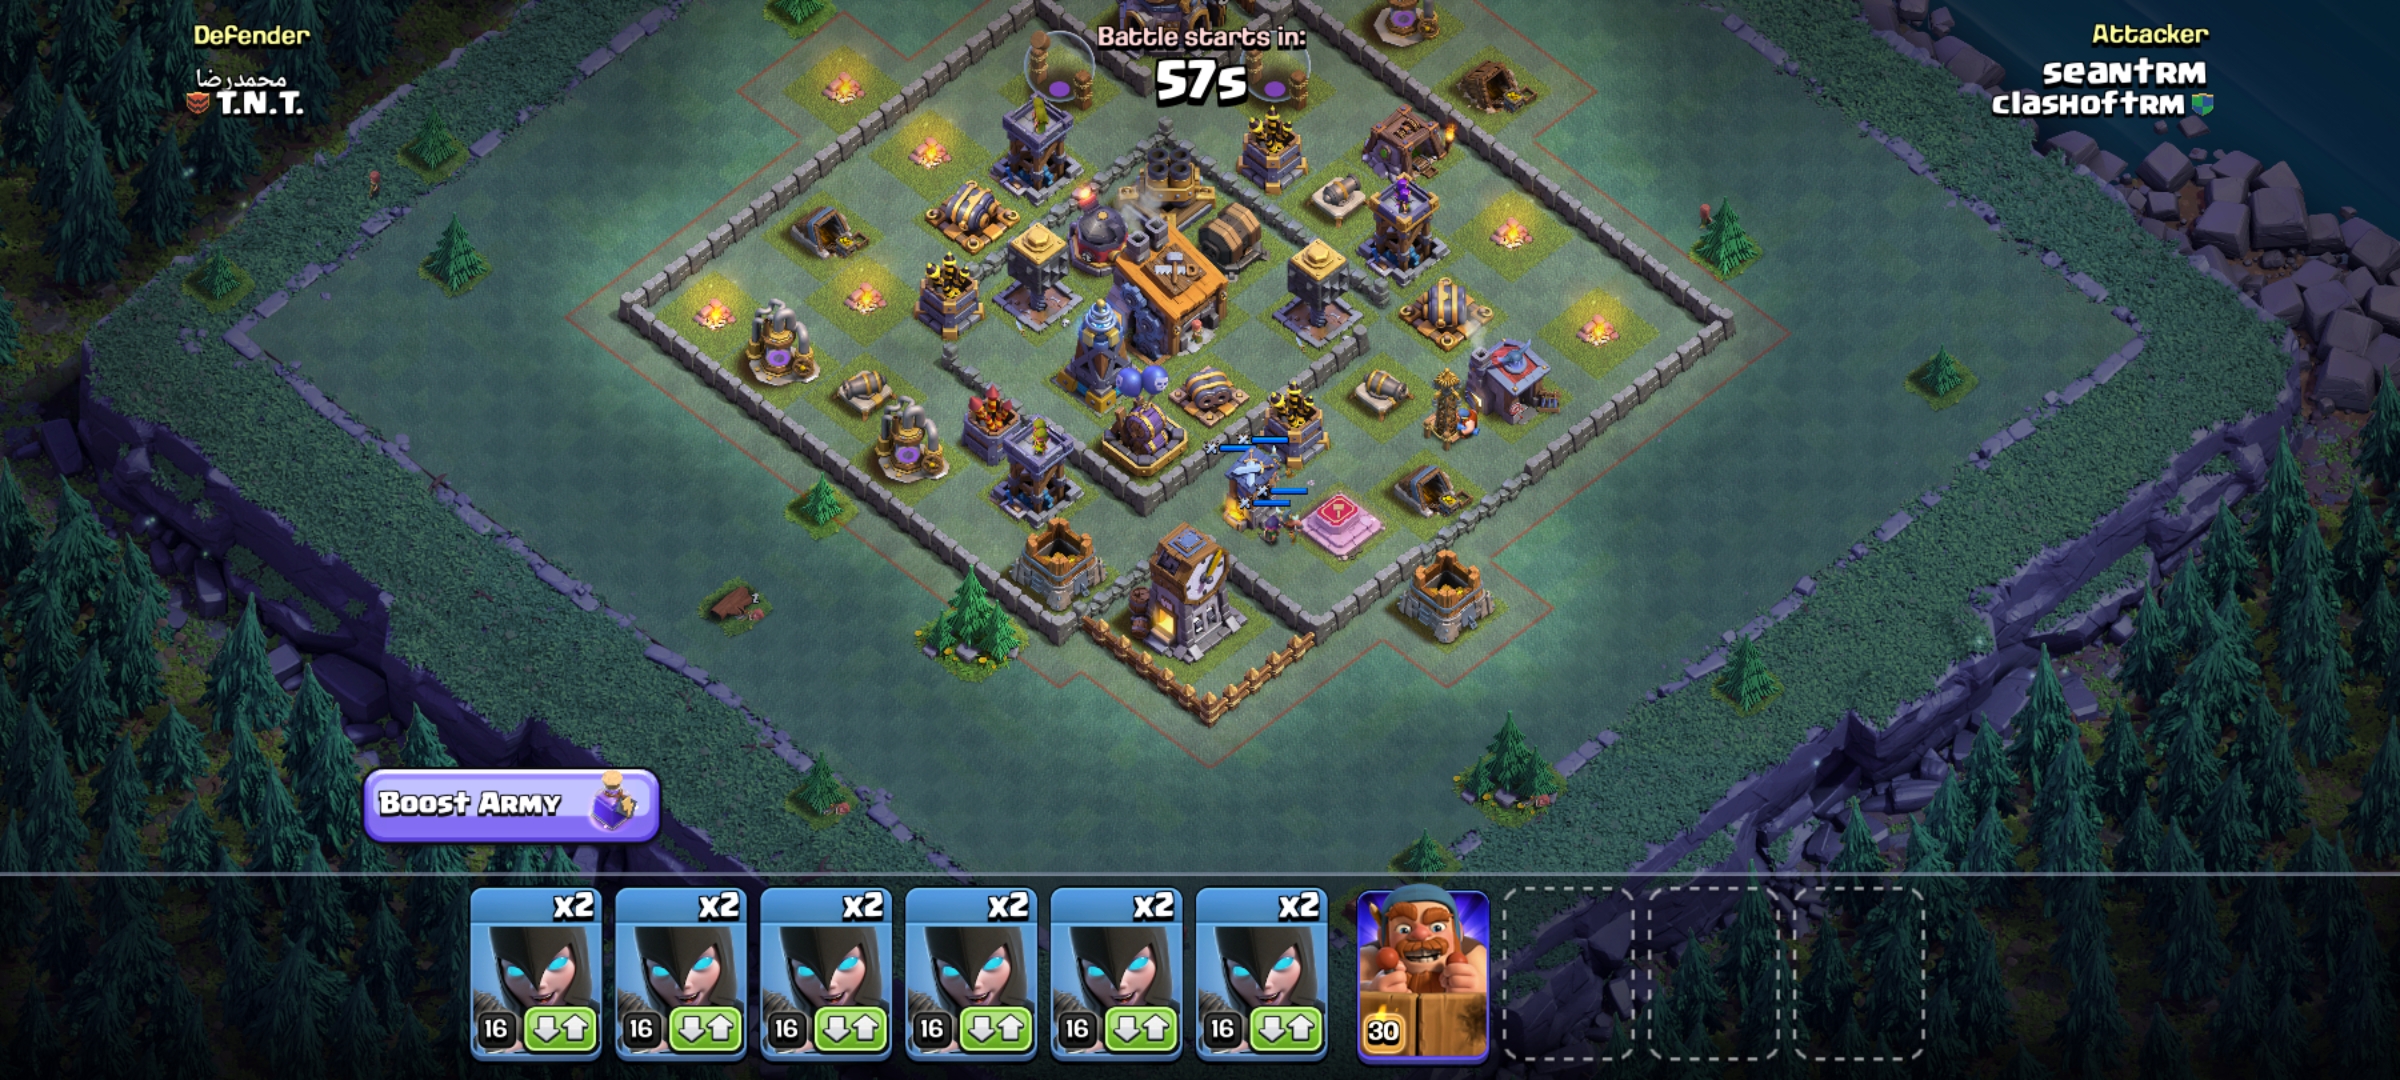 Defender
محمدرضا
T.N.T.
Battle starts in:
57s
Attacker
seantRM
clashoftRM
Boost Army
x2
x2
x2
x2
x2
x2
16
16
16
16
16
16
30